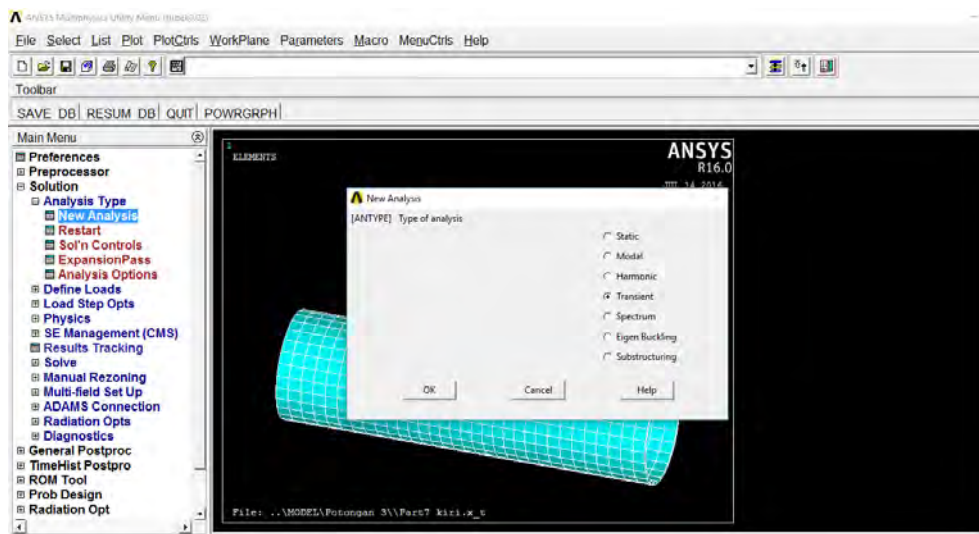 ANSYS Multiphysics Utility Menu
File Select List Plot PlotCtrls WorkPlane Parameters Macro MenuCtrls Help
Toolbar
SAVE_DB RESUM_DB QUIT POWRGRPH
Main Menu
Preferences
Preprocessor
Solution
Analysis Type
New Analysis
Restart
Sol'n Controls
ExpansionPass
Analysis Options
Define Loads
Load Step Opts
Physics
SE Management (CMS)
Results Tracking
Solve
Manual Rezoning
Multi-field Set Up
ADAMS Connection
Radiation Opts
Diagnostics
General Postproc
TimeHist Postpro
ROM Tool
Prob Design
Radiation Opt
1
ELEMENTS
ANSYS
R16.0
JUL 14 2016
New Analysis
[ANTYPE] Type of analysis
Static
Modal
Harmonic
Transient
Spectrum
Eigen Buckling
Substructuring
OK Cancel Help
File: ..\MODEL\Potongan 3\\Part7 kiri.x_t